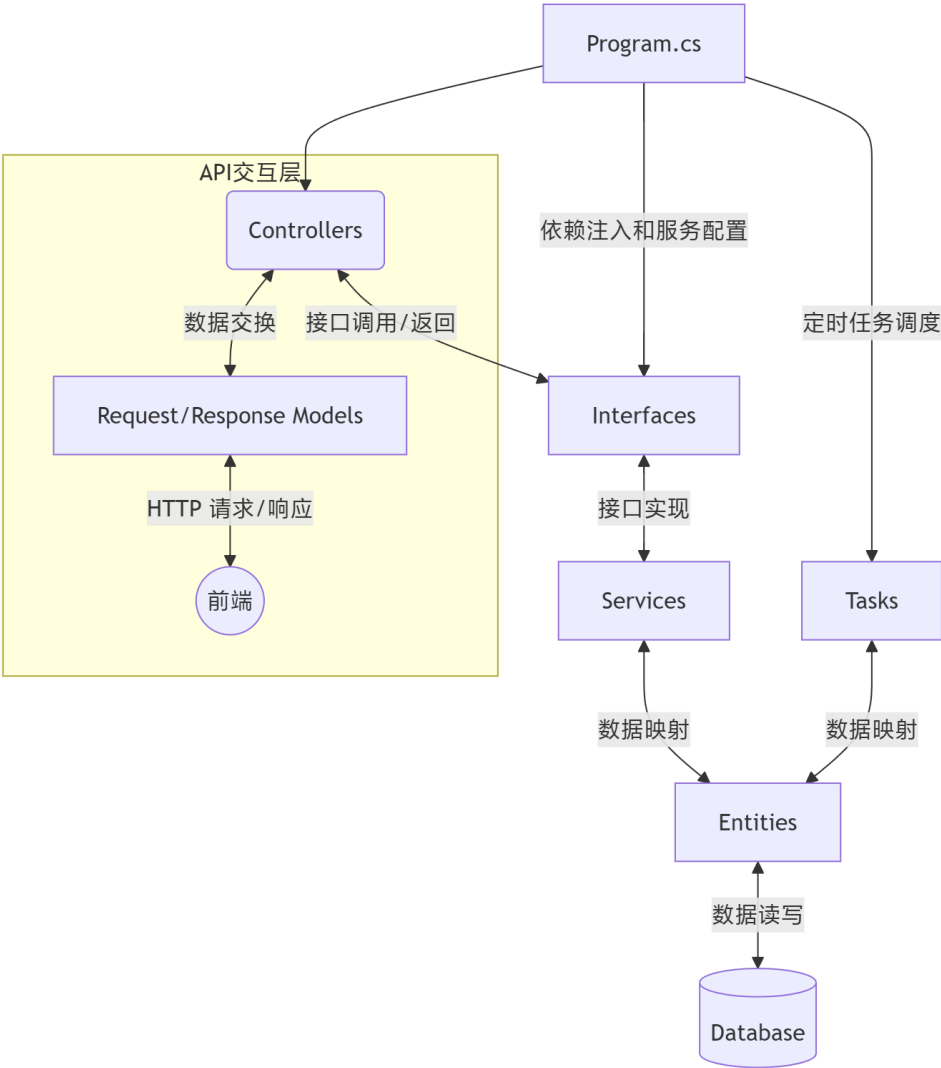 Program.cs
API交互层
Controllers
依赖注入和服务配置
数据交换
接口调用/返回
定时任务调度
Request/Response Models
Interfaces
HTTP 请求/响应
接口实现
前端
Services
Tasks
数据映射
数据映射
Entities
数据读写
Database